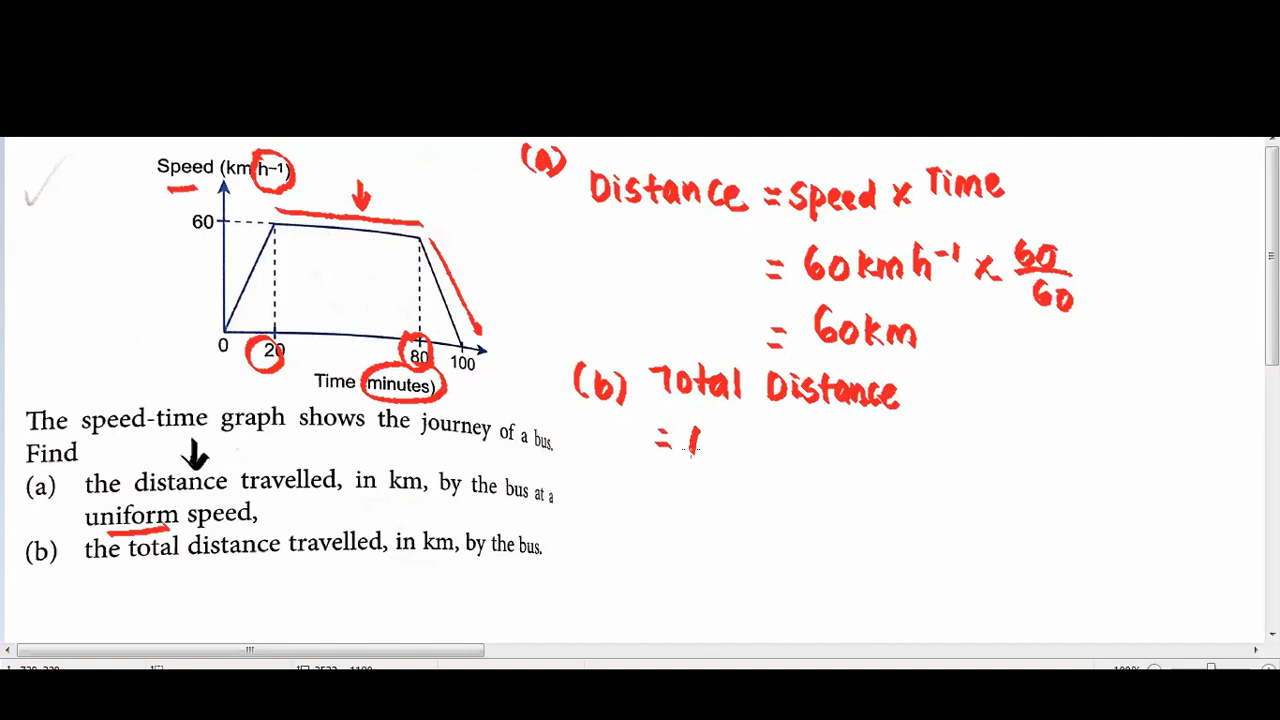 Speed (km h⁻¹)
60
0 20 80 100
Time (minutes)
The speed-time graph shows the journey of a bus.
Find
(a) the distance travelled, in km, by the bus at a
uniform speed,
(b) the total distance travelled, in km, by the bus.
(a)
Distance = Speed × Time
= 60 km h⁻¹ × 60/60
= 60 km
(b) Total Distance
=